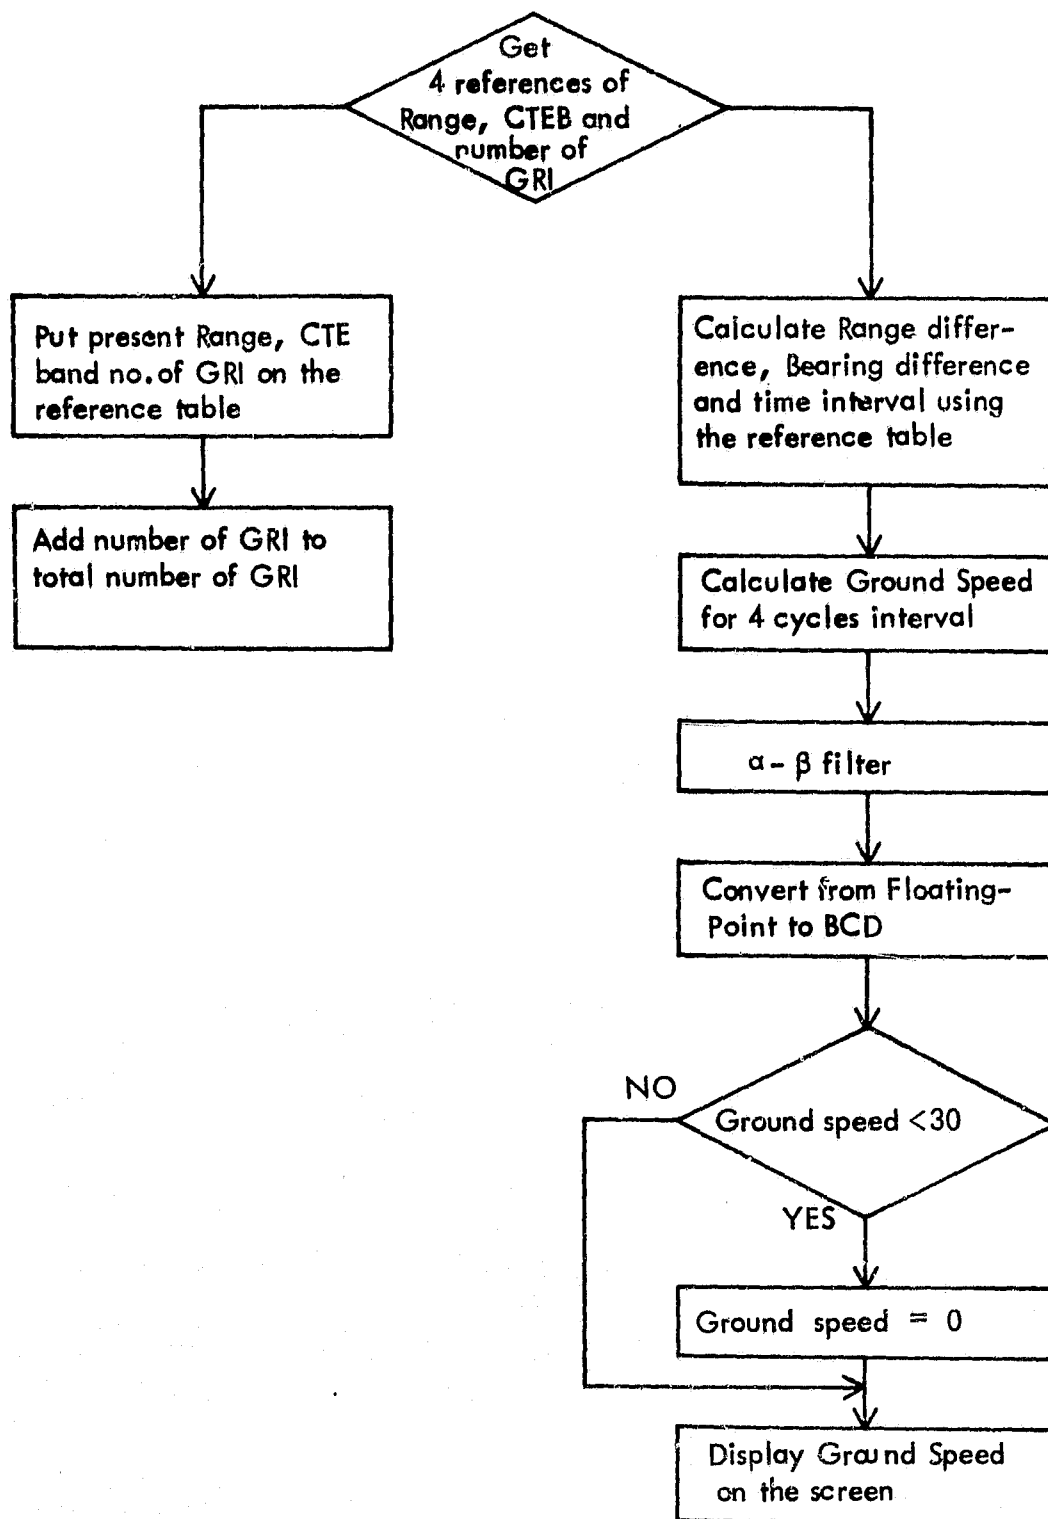 Get
4 references of
Range, CTEB and
number of
GRI
Put present Range, CTE
band no. of GRI on the
reference table
Add number of GRI to
total number of GRI
Calculate Range differ-
ence, Bearing difference
and time interval using
the reference table
Calculate Ground Speed
for 4 cycles interval
α - β filter
Convert from Floating-
Point to BCD
NO
Ground speed <30
YES
Ground speed = 0
Display Ground Speed
on the screen